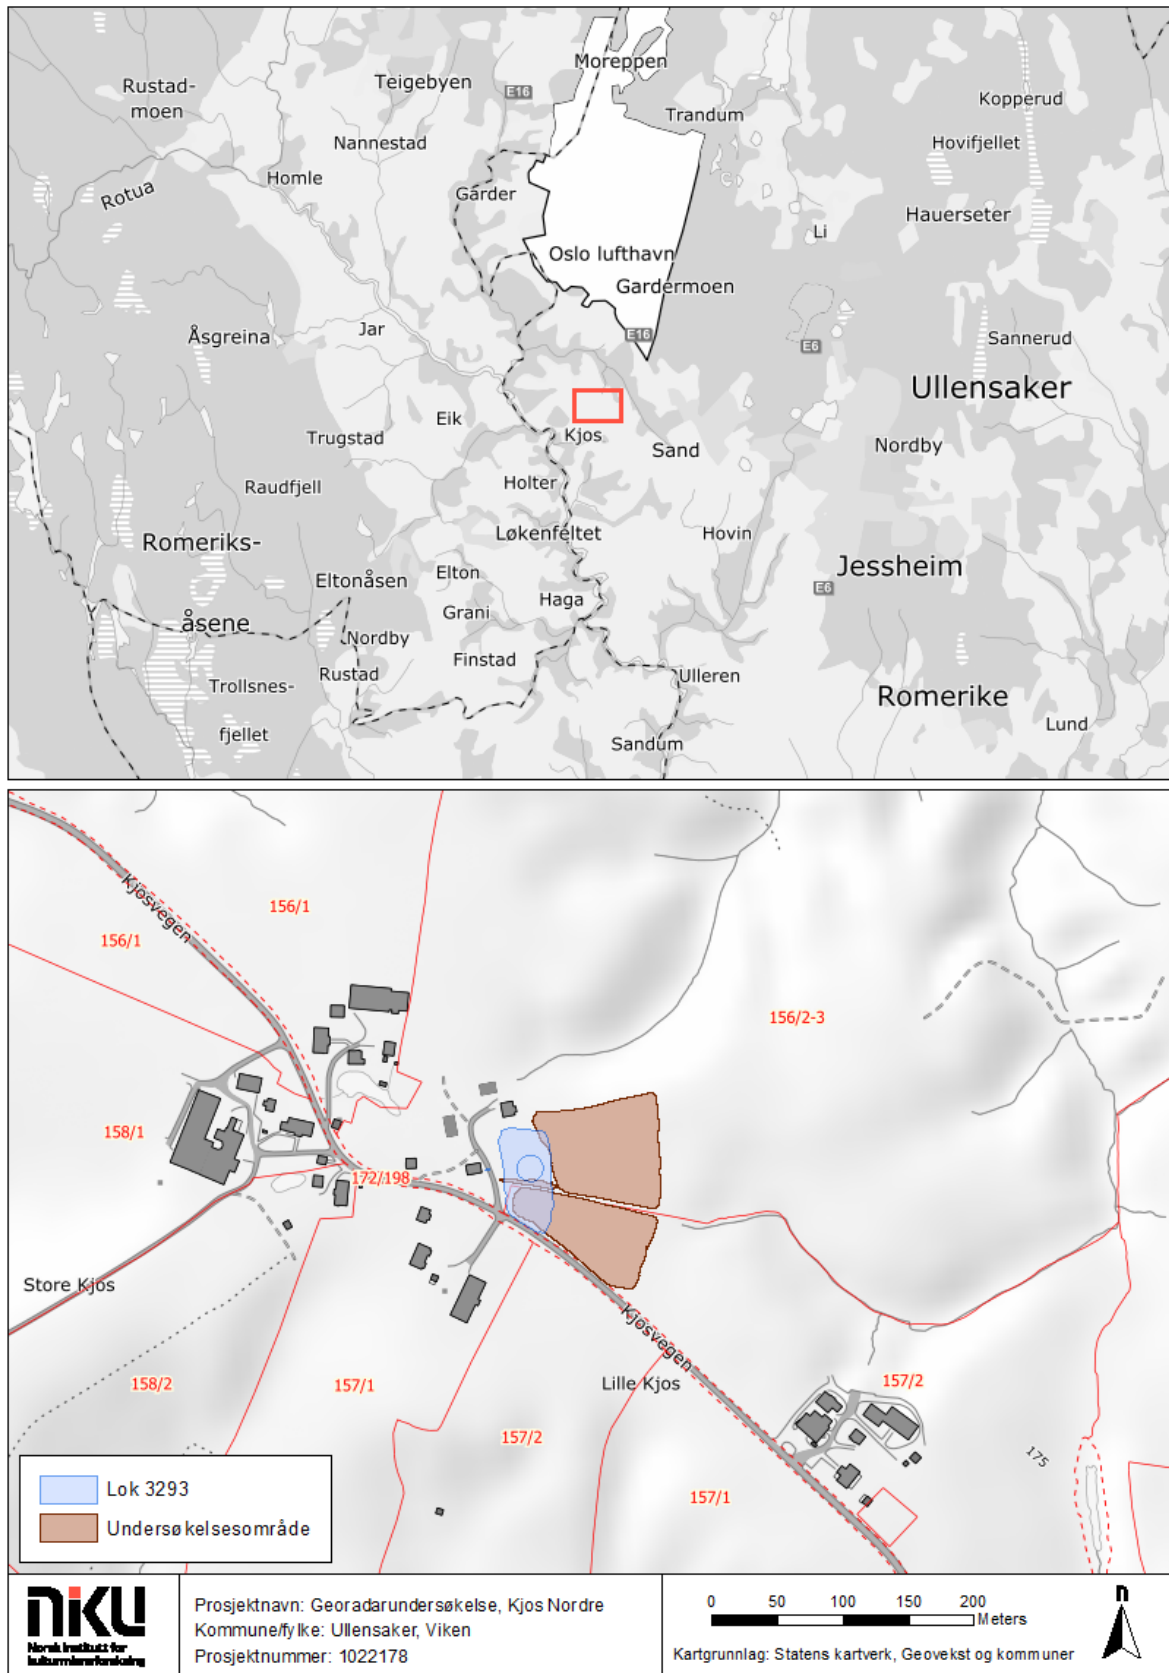 Moreppen
Rustad-
moen
Teigebyen
E16
Trandum
Kopperud
Nannestad
Hovifjellet
Homle
Rotua
Garder
Hauerseter
Li
Oslo lufthavn
Gardermoen
Jar
Åsgreina
E16
E6
Sannerud
Ullensaker
Eik
Trugstad
Kjos
Sand
Nordby
Raudfjell
Holter
Løkenfeltet
Hovin
Romeriks-
åsene
Eltonåsen
Elton
Jessheim
E6
Grani
Haga
Nordby
Finstad
Rustad
Trollsnes-
fjellet
Ulleren
Romerike
Lund
Sandum
Kjosvegen
156/1
156/1
156/2-3
158/1
172/198
Store Kjos
Kjosvegen
158/2
157/1
Lille Kjos
157/2
157/2
175
157/1
Lok 3293
Undersøkelsesområde
NIKU
Norsk institutt for
kulturminneforskning
Prosjektnavn: Georadarundersøkelse, Kjos Nordre
Kommune/fylke: Ullensaker, Viken
Prosjektnummer: 1022178
0 50 100 150 200
Meters
Kartgrunnlag: Statens kartverk, Geovekst og kommuner
n